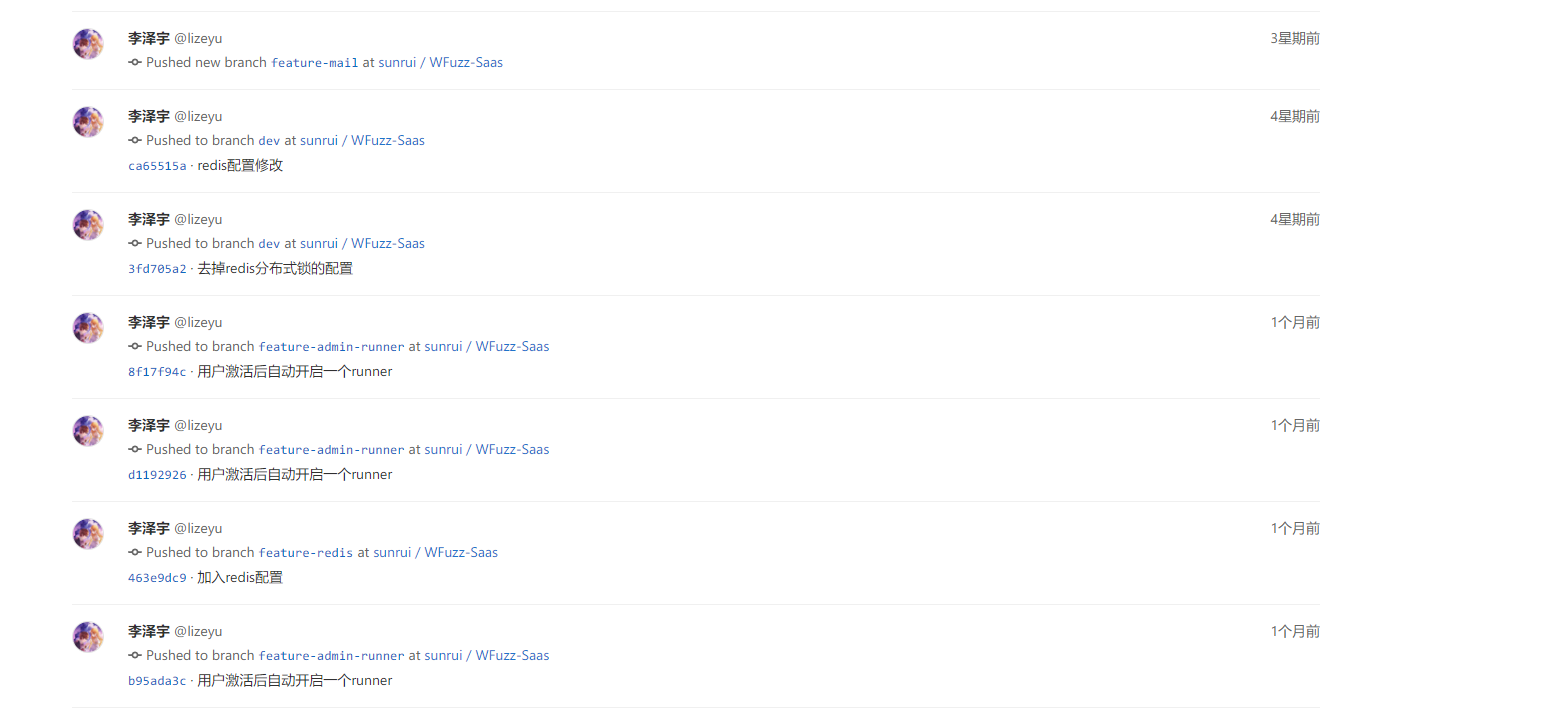 李泽宇 @lizeyu 3星期前
Pushed new branch feature-mail at sunrui / WFuzz-Saas
李泽宇 @lizeyu 4星期前
Pushed to branch dev at sunrui / WFuzz-Saas
ca65515a · redis配置修改
李泽宇 @lizeyu 4星期前
Pushed to branch dev at sunrui / WFuzz-Saas
3fd705a2 · 去掉redis分布式锁的配置
李泽宇 @lizeyu 1个月前
Pushed to branch feature-admin-runner at sunrui / WFuzz-Saas
8f17f94c · 用户激活后自动开启一个runner
李泽宇 @lizeyu 1个月前
Pushed to branch feature-admin-runner at sunrui / WFuzz-Saas
d1192926 · 用户激活后自动开启一个runner
李泽宇 @lizeyu 1个月前
Pushed to branch feature-redis at sunrui / WFuzz-Saas
463e9dc9 · 加入redis配置
李泽宇 @lizeyu 1个月前
Pushed to branch feature-admin-runner at sunrui / WFuzz-Saas
b95ada3c · 用户激活后自动开启一个runner